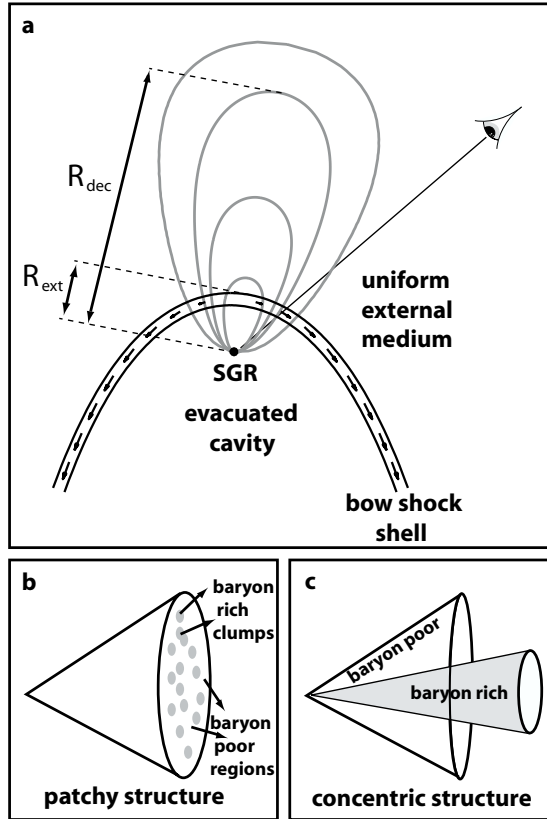 a
R dec
R ext
uniform
external
medium
SGR
evacuated
cavity
bow shock
shell
b
baryon
rich
clumps
baryon
poor
regions
patchy structure
c
baryon poor
baryon rich
concentric structure